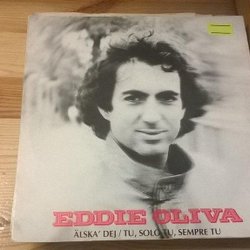 EDDIE OLIVA
ÄLSKA' DEJ / TU, SOLO TU, SEMPRE TU